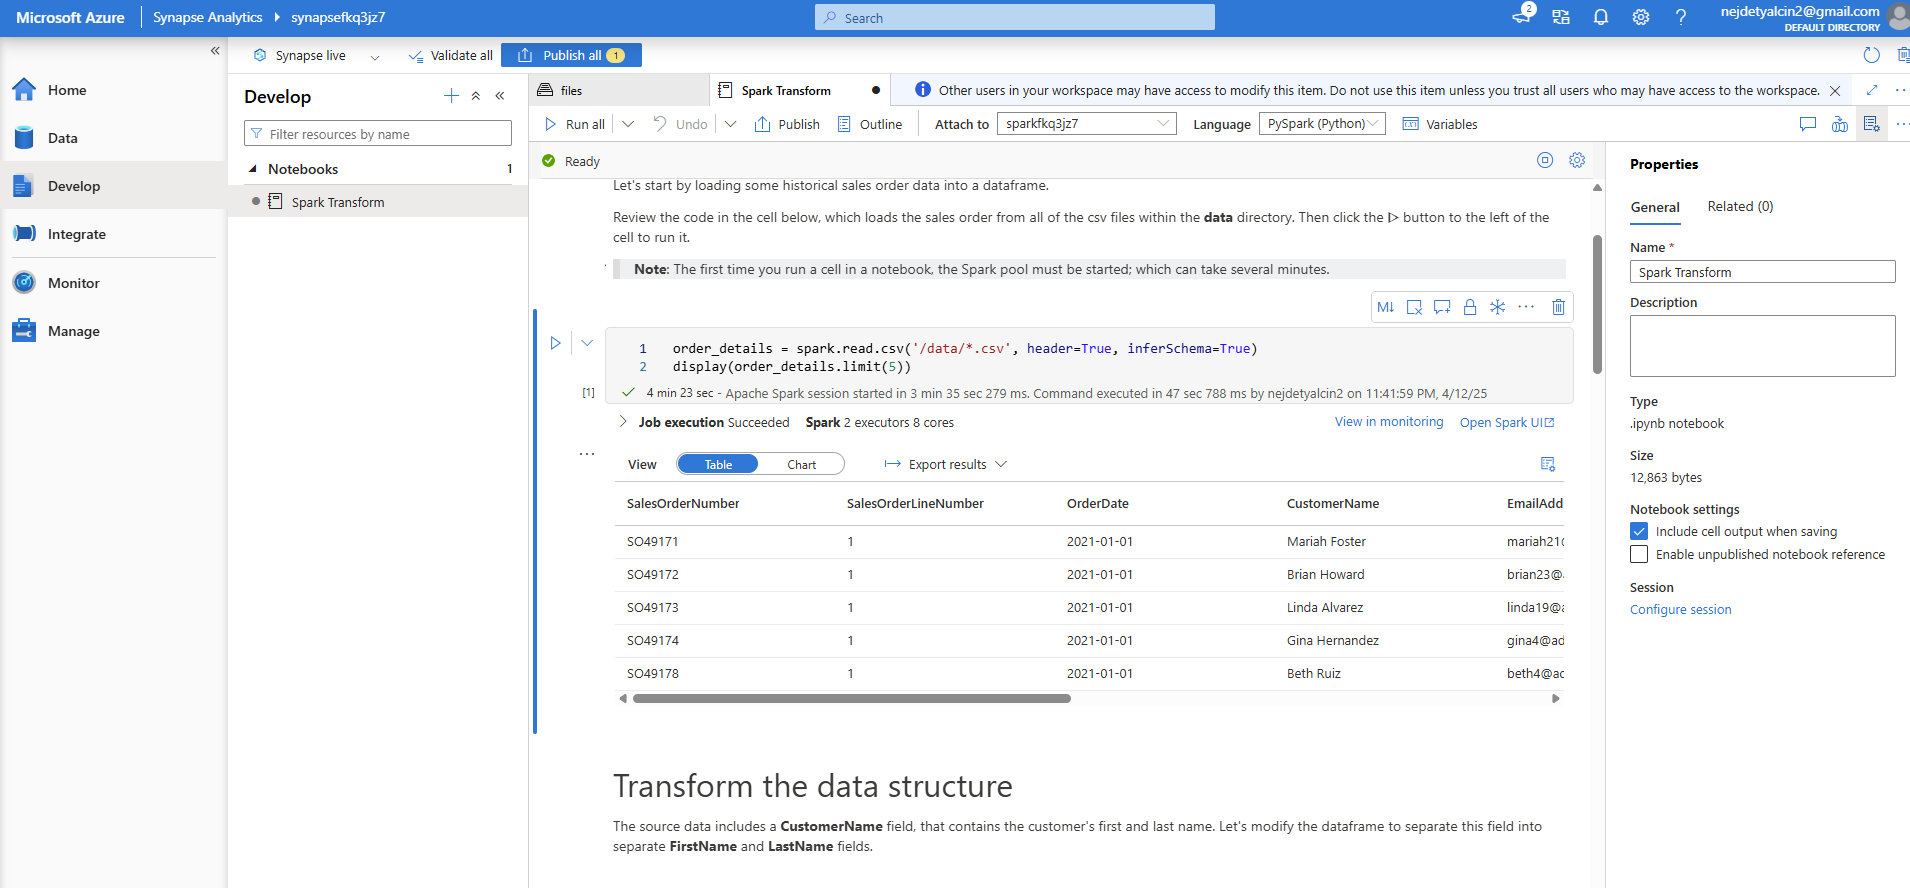 Microsoft Azure
Synapse Analytics
synapsefkq3jz7
Search
2
nejdetyalcin2@gmail.com
DEFAULT DIRECTORY
Home
Data
Develop
Integrate
Monitor
Manage
Synapse live
Validate all
Publish all 1
Develop
Filter resources by name
Notebooks 1
Spark Transform
files
Spark Transform
Other users in your workspace may have access to modify this item. Do not use this item unless you trust all users who may have access to the workspace.
Run all
Undo
Publish
Outline
Attach to
sparkfkq3jz7
Language
PySpark (Python)
Variables
Ready
Let's start by loading some historical sales order data into a dataframe.
Review the code in the cell below, which loads the sales order from all of the csv files within the data directory. Then click the ▷ button to the left of the
cell to run it.
Note: The first time you run a cell in a notebook, the Spark pool must be started; which can take several minutes.
M↓
1 order_details = spark.read.csv('/data/*.csv', header=True, inferSchema=True)
2 display(order_details.limit(5))
[1] 4 min 23 sec - Apache Spark session started in 3 min 35 sec 279 ms. Command executed in 47 sec 788 ms by nejdetyalcin2 on 11:41:59 PM, 4/12/25
Job execution Succeeded Spark 2 executors 8 cores View in monitoring Open Spark UI
View Table Chart Export results
SalesOrderNumber SalesOrderLineNumber OrderDate CustomerName EmailAdd
SO49171 1 2021-01-01 Mariah Foster mariah21
SO49172 1 2021-01-01 Brian Howard brian23@
SO49173 1 2021-01-01 Linda Alvarez linda19@
SO49174 1 2021-01-01 Gina Hernandez gina4@ad
SO49178 1 2021-01-01 Beth Ruiz beth4@ad
Transform the data structure
The source data includes a CustomerName field, that contains the customer's first and last name. Let's modify the dataframe to separate this field into
separate FirstName and LastName fields.
Properties
General
Related (0)
Name *
Spark Transform
Description
Type
.ipynb notebook
Size
12,863 bytes
Notebook settings
Include cell output when saving
Enable unpublished notebook reference
Session
Configure session